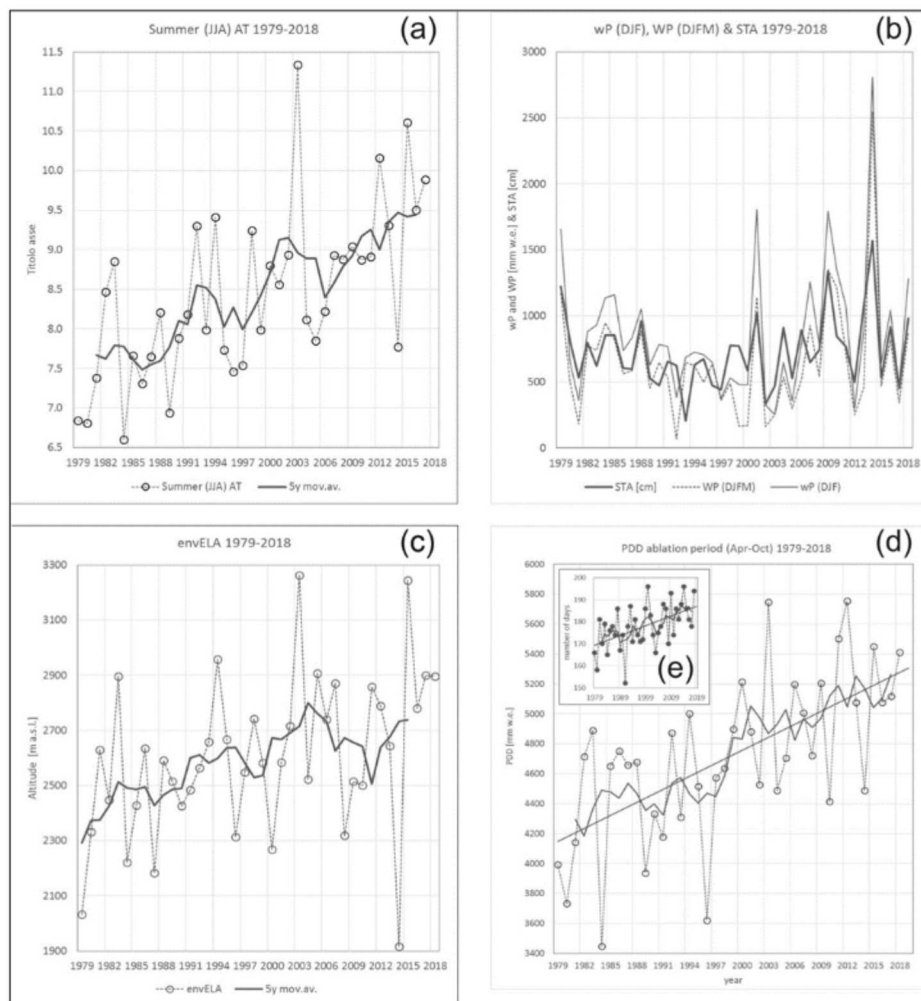 Summer (JJA) AT 1979-2018
(a)
11.5
11.0
10.5
10.0
9.5
9.0
8.5
8.0
7.5
7.0
6.5
Titolo asse
1979 1982 1985 1988 1991 1994 1997 2000 2003 2006 2009 2012 2015 2018
Summer (JJA) AT 5y mov.av.
wP (DJF), WP (DJFM) & STA 1979-2018
(b)
3000
2500
2000
1500
1000
500
0
wP and WP [mm w.e.] & STA [cm]
1979 1982 1985 1988 1991 1994 1997 2000 2003 2006 2009 2012 2015 2018
STA [cm] WP (DJFM) wP (DJF)
envELA 1979-2018
(c)
3300
3100
2900
2700
2500
2300
2100
1900
Altitude [m a.s.l.]
1979 1982 1985 1988 1991 1994 1997 2000 2003 2006 2009 2012 2015 2018
envELA 5y mov.av.
PDD ablation period (Apr-Oct) 1979-2018
(d)
6000
5800
5600
5400
5200
5000
4800
4600
4400
4200
4000
3800
3600
3400
PDD [mm w.e.]
1979 1982 1985 1988 1991 1994 1997 2000 2003 2006 2009 2012 2015 2018
year
200
190
180
170
160
150
number of days
(e)
1979 1989 1999 2009 2019